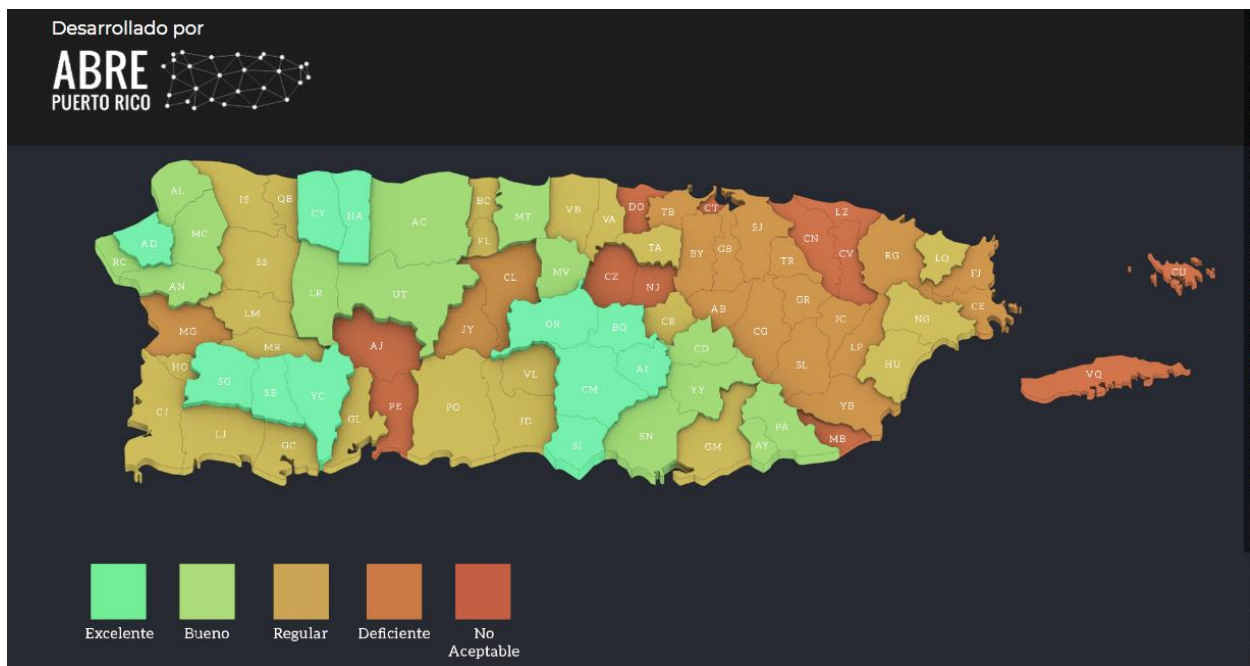 Desarrollado por
ABRE
PUERTO RICO
AL
IS
QB
CY
HA
AC
BC
MT
VB
VA
DO
TB
CT
SJ
LZ
AD
MC
FL
TA
BY
GB
TR
CN
CV
RG
LQ
FJ
RC
AN
SS
LR
UT
CL
MV
CZ
NJ
CU
CE
MG
LM
JY
OR
BQ
CR
AB
GR
JC
NG
MR
AJ
CD
CG
LP
HO
SG
SB
YC
VL
CM
AI
SL
HU
VQ
CJ
GL
PE
PO
YY
YB
LJ
GC
JD
SI
SN
GM
AY
PA
MB
Excelente
Bueno
Regular
Deficiente
No
Aceptable